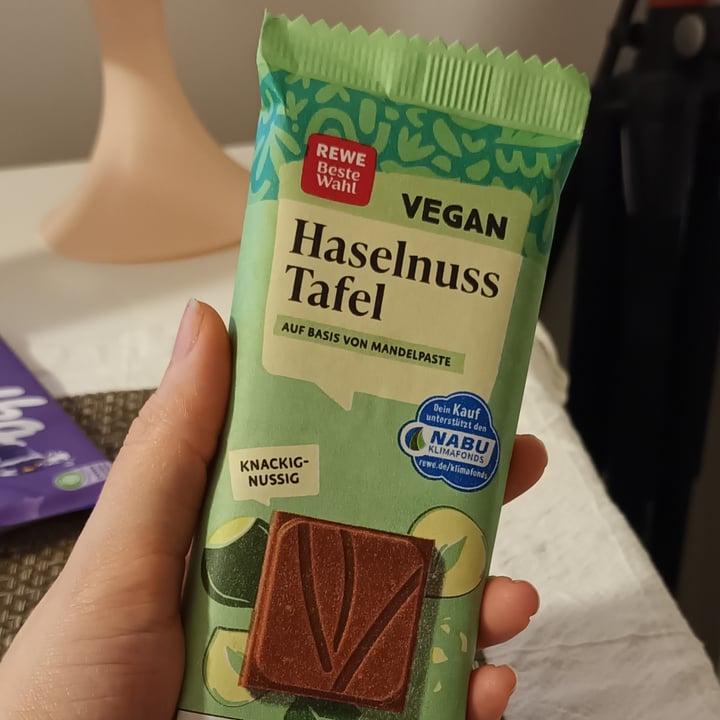 REWE
Beste
Wahl
VEGAN
Haselnuss
Tafel
AUF BASIS VON MANDELPASTE
Dein Kauf
unterstützt den
NABU
KLIMAFONDS
rewe.de/klimafonds
KNACKIG-
NUSSIG